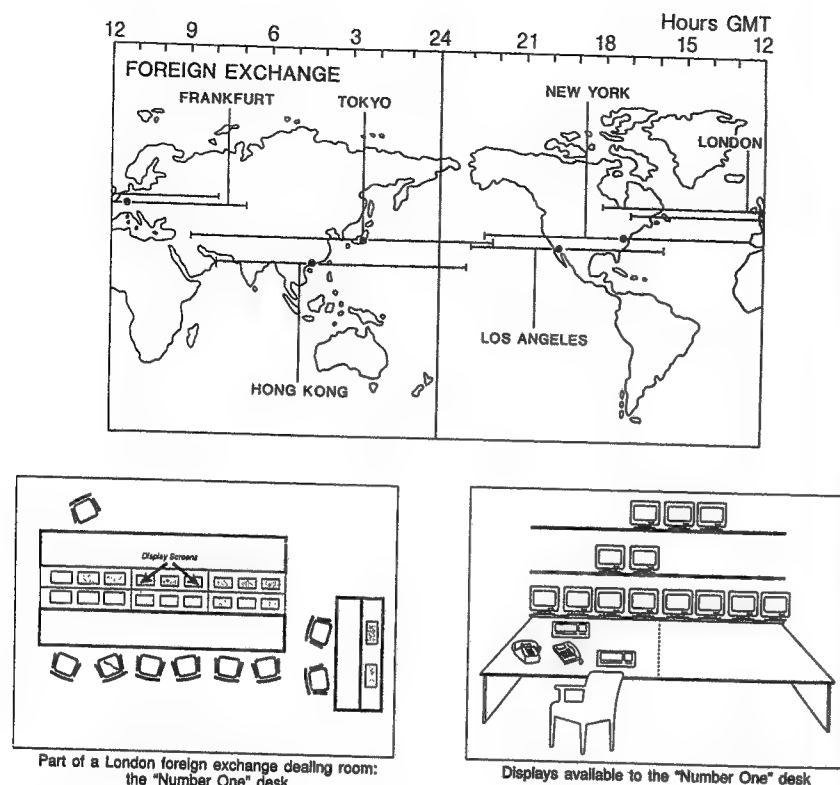 Hours GMT
12 9 6 3 24 21 18 15 12
FOREIGN EXCHANGE
FRANKFURT
TOKYO
NEW YORK
LONDON
LOS ANGELES
HONG KONG
Display Screens
Part of a London foreign exchange dealing room:
the "Number One" desk
Displays available to the "Number One" desk